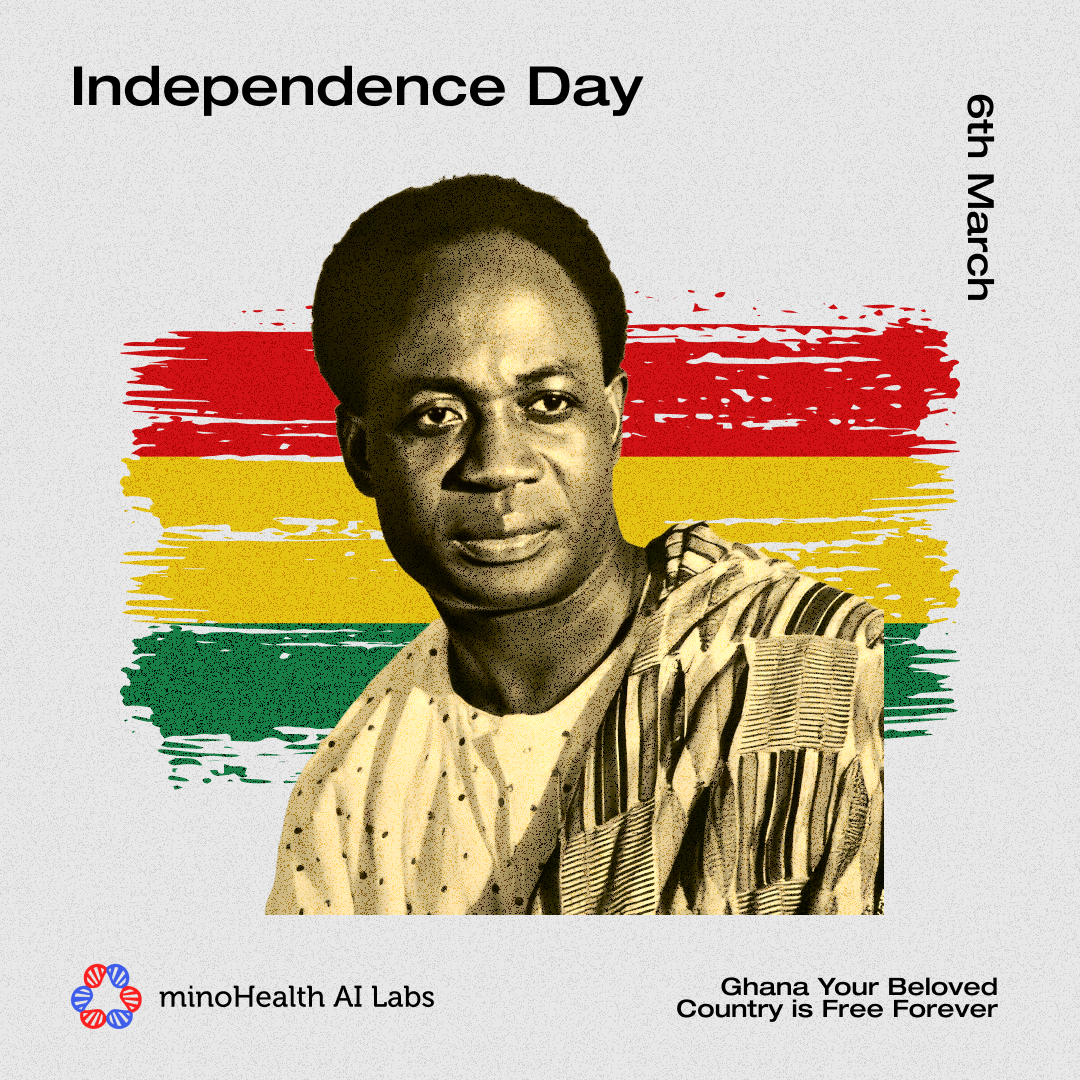 Independence Day
6th March
minoHealth AI Labs
Ghana Your Beloved
Country is Free Forever